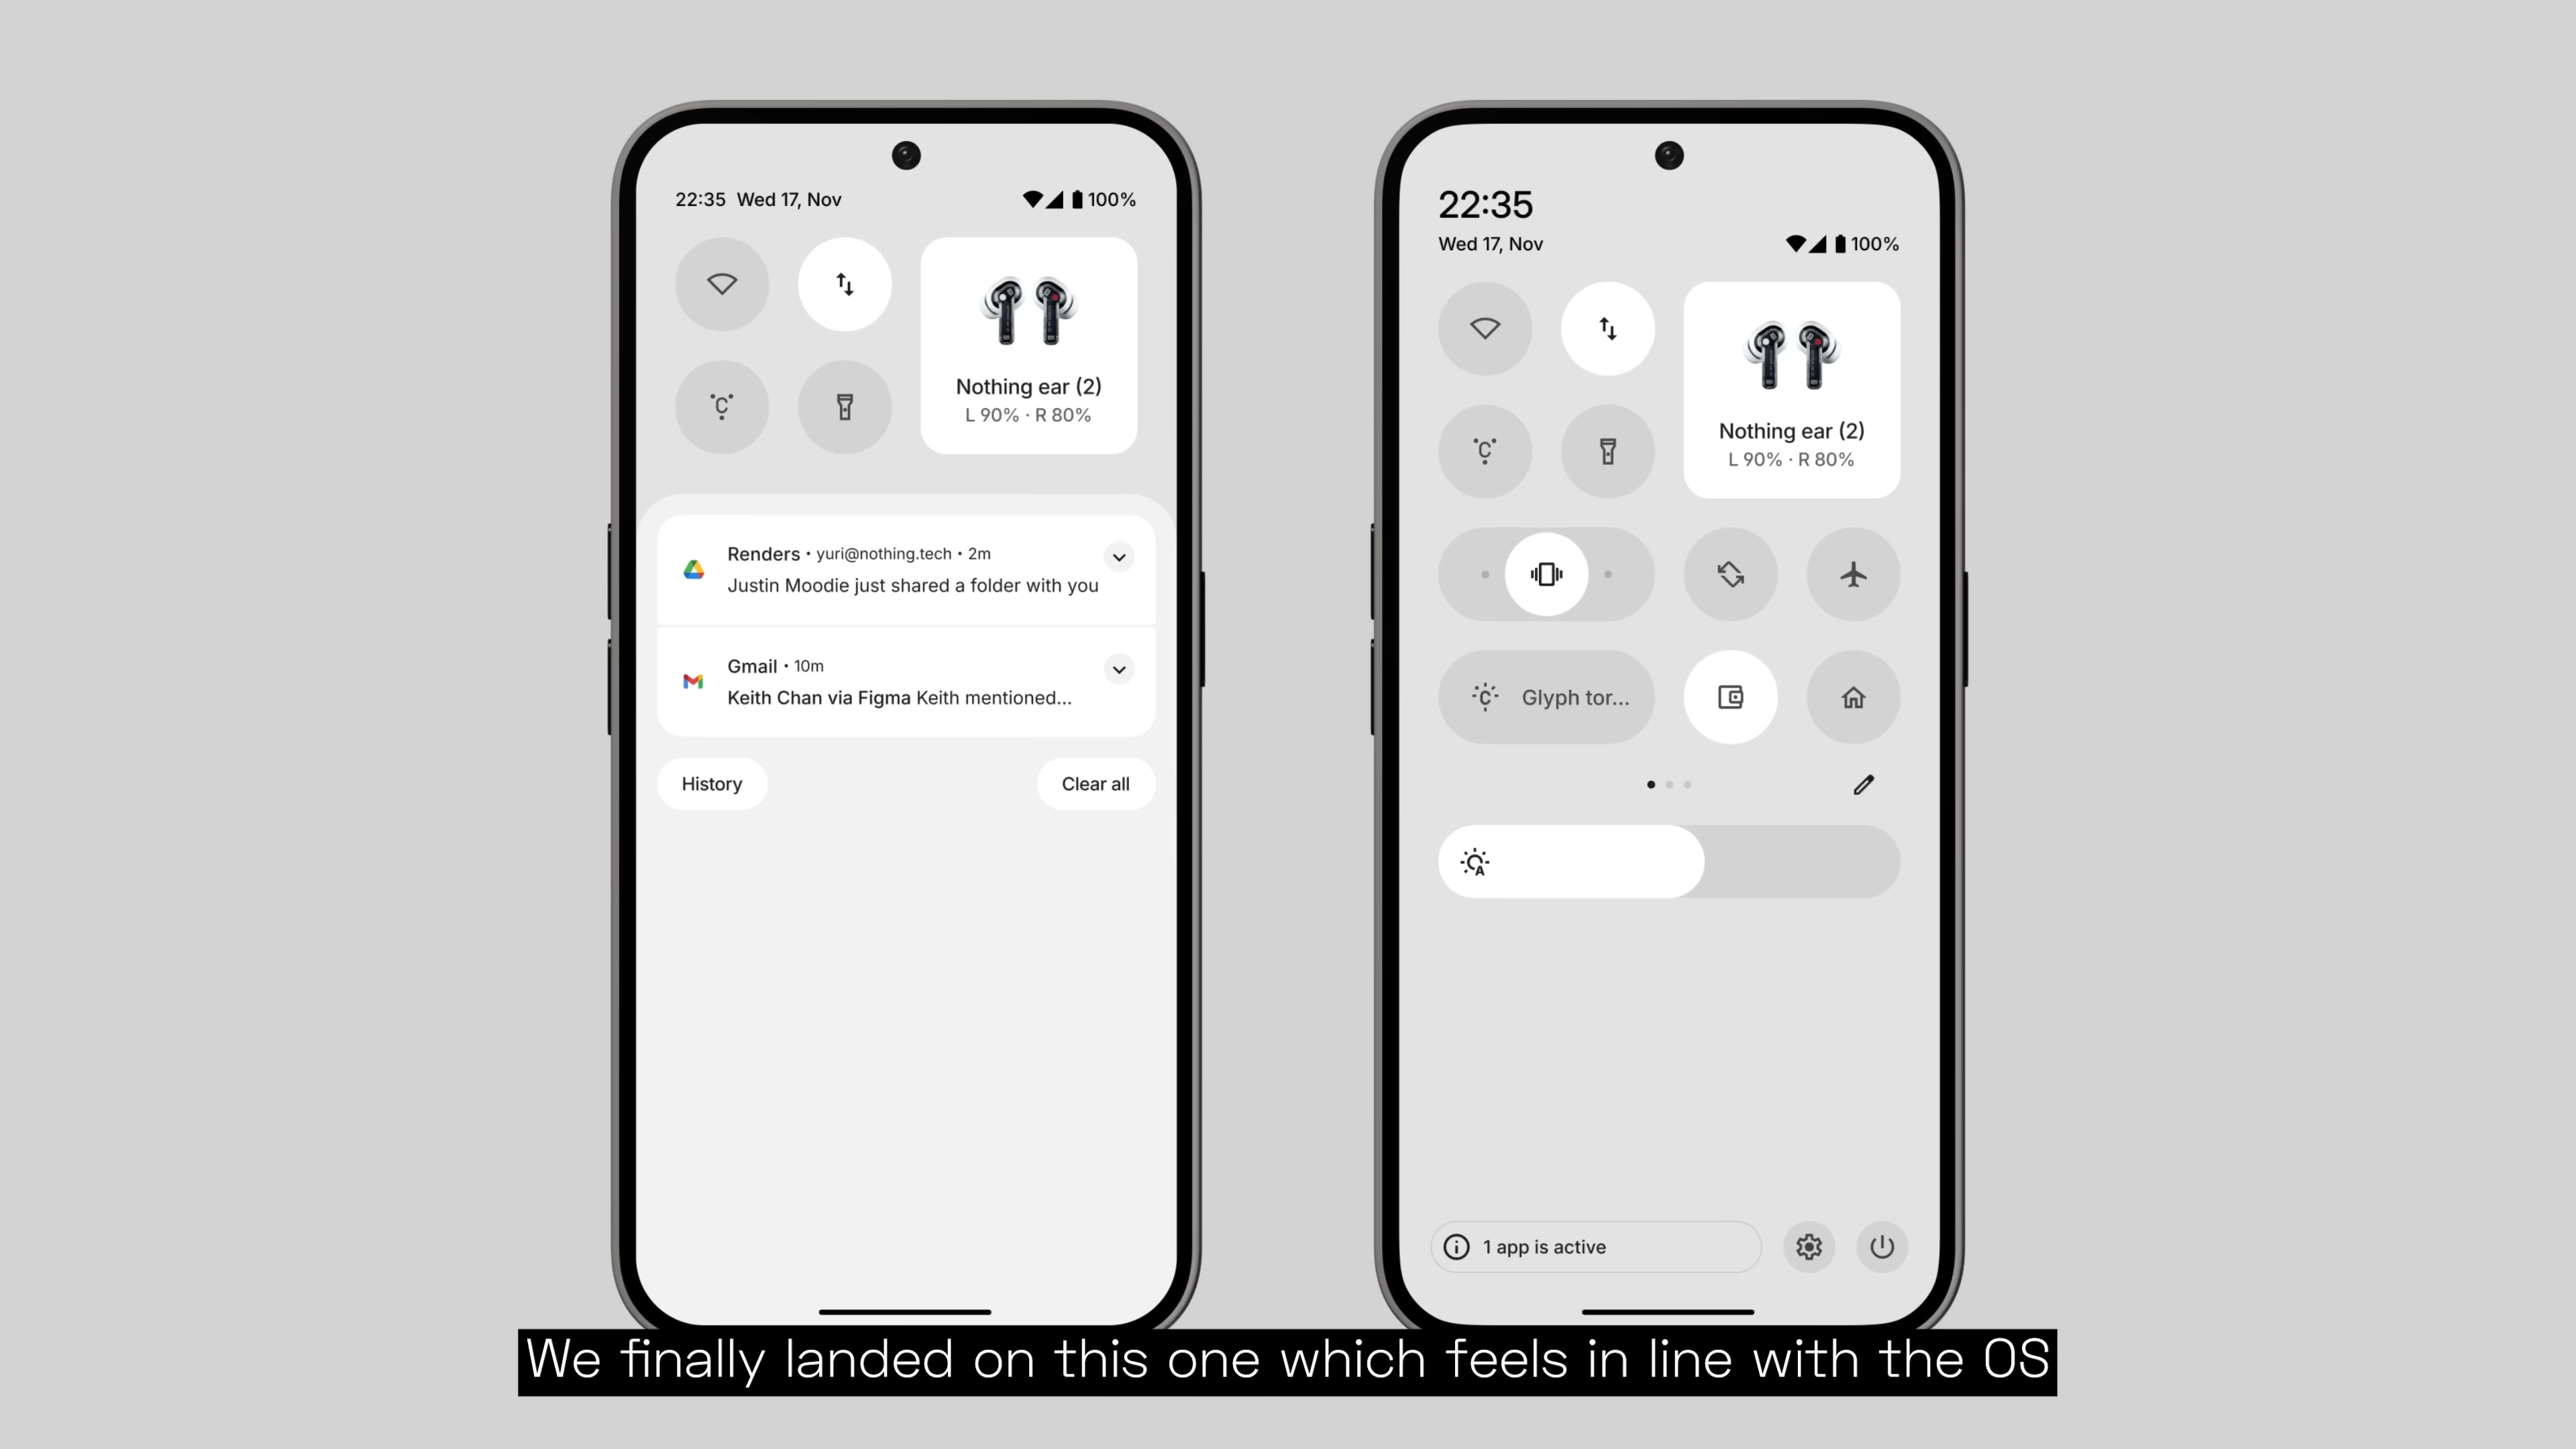 22:35 Wed 17, Nov 100%
Nothing ear (2)
L 90% · R 80%
Renders • yuri@nothing.tech • 2m
Justin Moodie just shared a folder with you
Gmail • 10m
Keith Chan via Figma Keith mentioned...
History
Clear all
22:35
Wed 17, Nov 100%
Nothing ear (2)
L 90% · R 80%
Glyph tor...
1 app is active
We finally landed on this one which feels in line with the OS